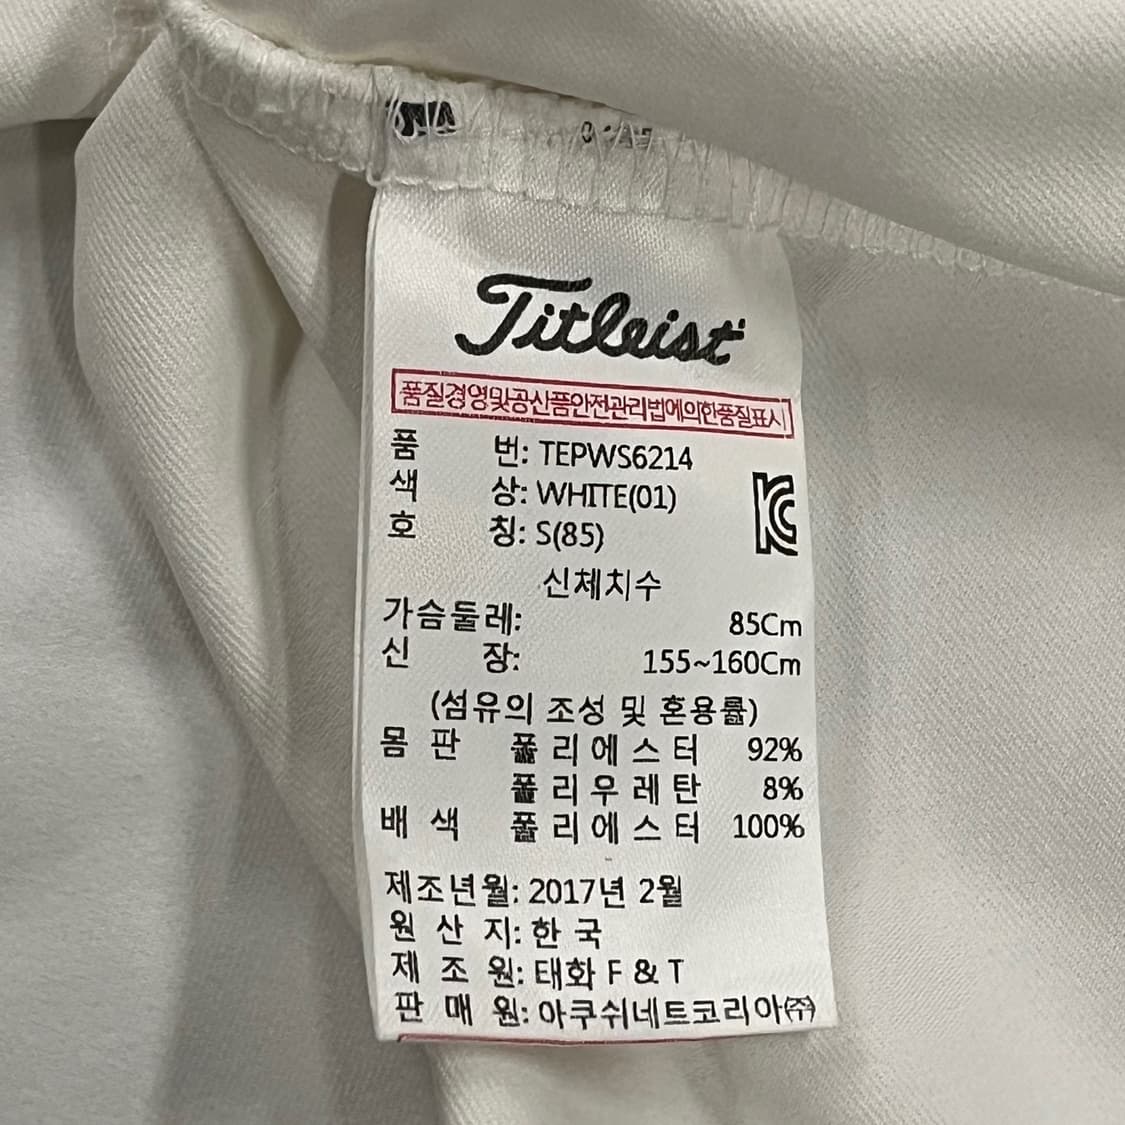 Titleist
품질경영및공산품안전관리법에의한품질표시
품 번: TEPWS6214
색 상: WHITE(01)
호 칭: S(85)
KC
신체치수
가슴둘레: 85Cm
신 장: 155~160Cm
(섬유의 조성 및 혼용률)
몸 판 폴리에스터 92%
폴리우레탄 8%
배 색 폴리에스터 100%
제조년월: 2017년 2월
원 산 지: 한 국
제 조 원: 태화 F & T
판 매 원: 아쿠쉬네트코리아㈜